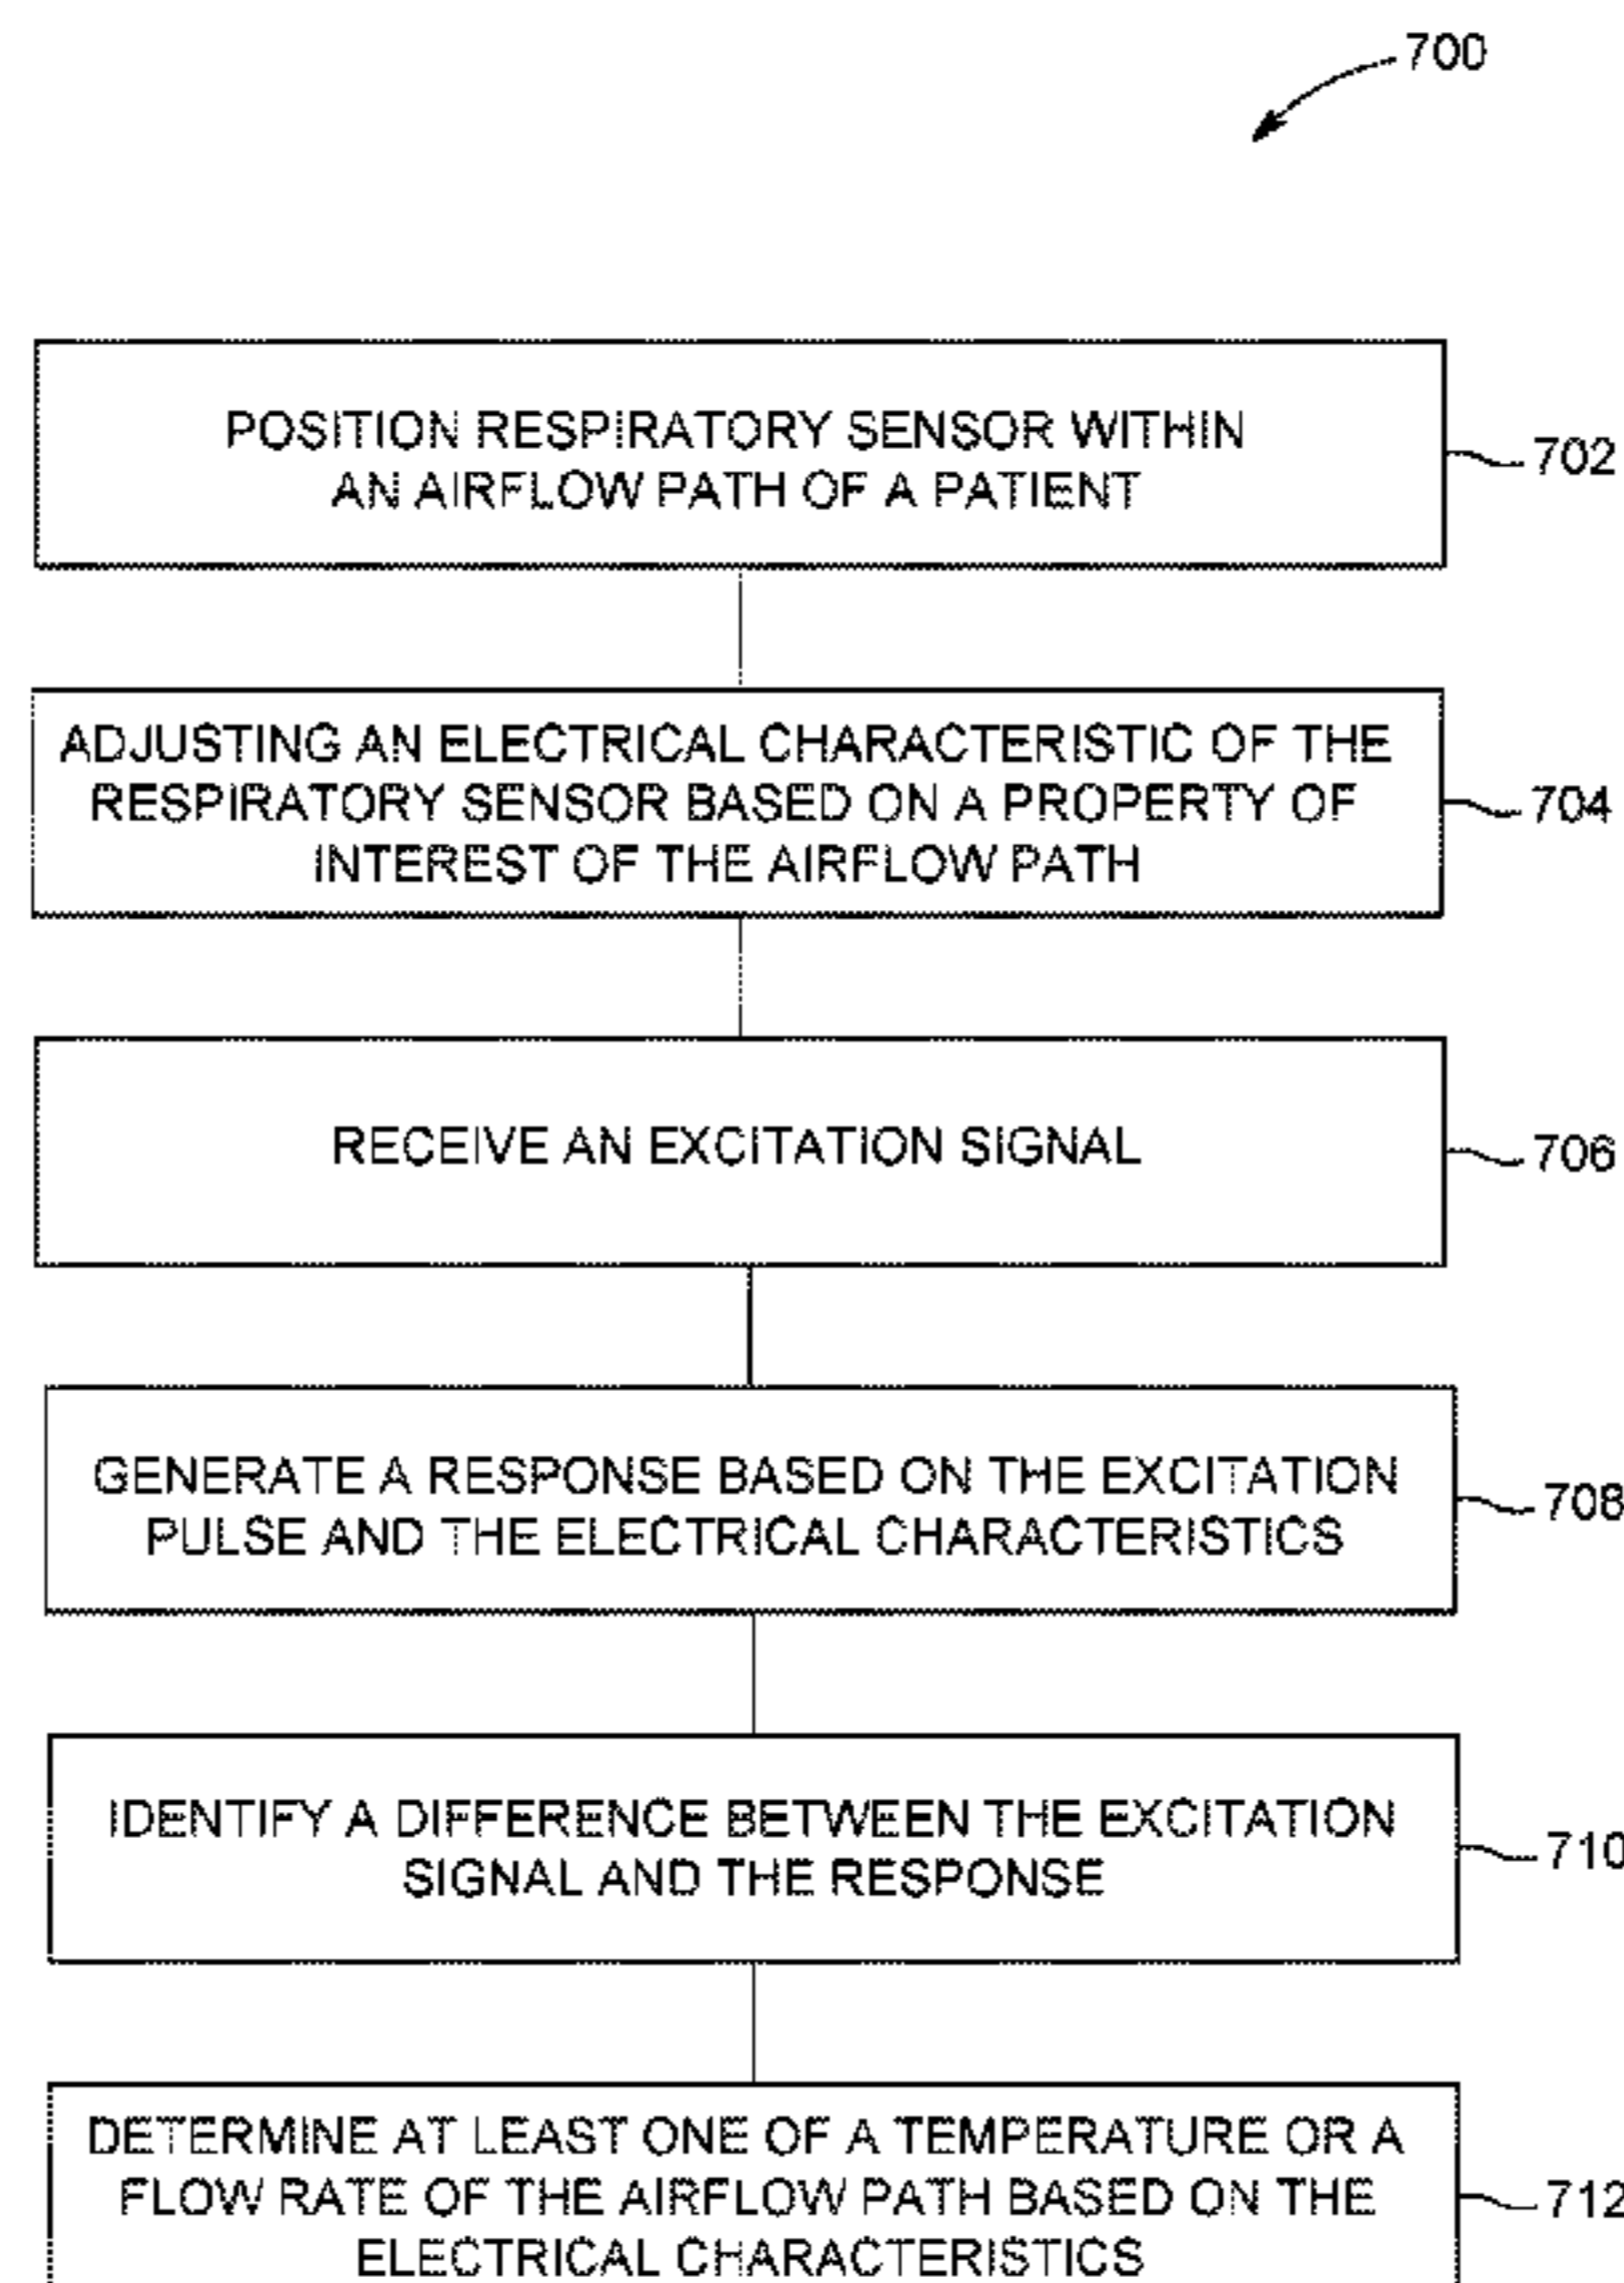 700
POSITION RESPIRATORY SENSOR WITHIN
AN AIRFLOW PATH OF A PATIENT
702
ADJUSTING AN ELECTRICAL CHARACTERISTIC OF THE
RESPIRATORY SENSOR BASED ON A PROPERTY OF
INTEREST OF THE AIRFLOW PATH
704
RECEIVE AN EXCITATION SIGNAL
706
GENERATE A RESPONSE BASED ON THE EXCITATION
PULSE AND THE ELECTRICAL CHARACTERISTICS
708
IDENTIFY A DIFFERENCE BETWEEN THE EXCITATION
SIGNAL AND THE RESPONSE
710
DETERMINE AT LEAST ONE OF A TEMPERATURE OR A
FLOW RATE OF THE AIRFLOW PATH BASED ON THE
ELECTRICAL CHARACTERISTICS
712